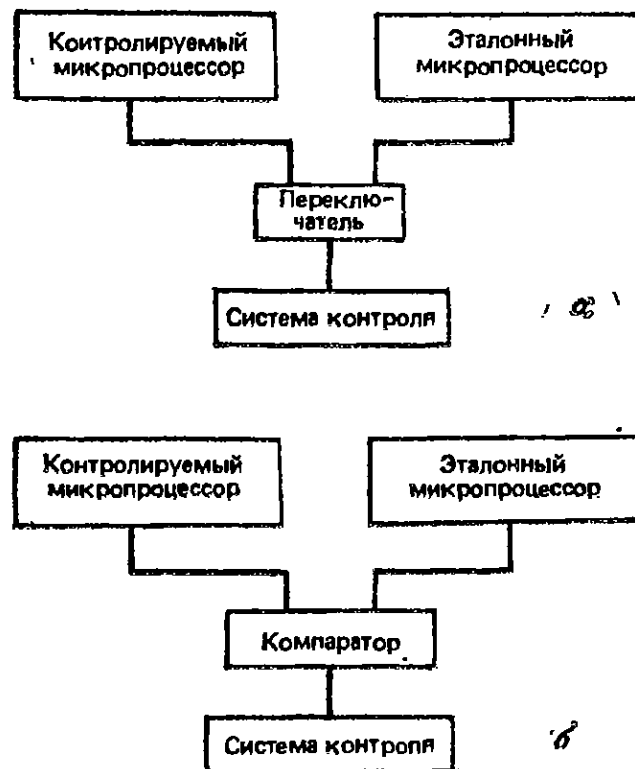 Контролируемый
микропроцессор
Эталонный
микропроцессор
Переклю-
чатель
Система контроля
а
Контролируемый
микропроцессор
Эталонный
микропроцессор
Компаратор
Система контроля
б